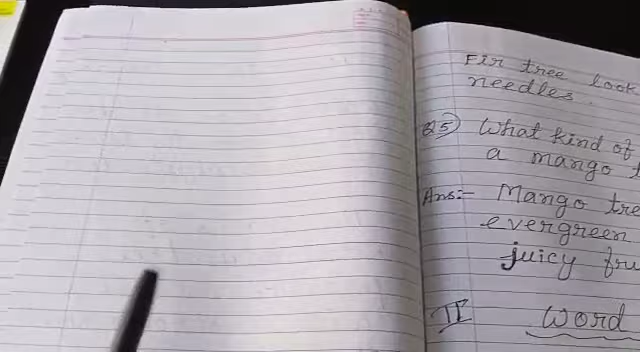 Fir tree look
needles.
Q5) What kind of
a mango
Ans:- Mango tre
evergreen
juicy fru
II word